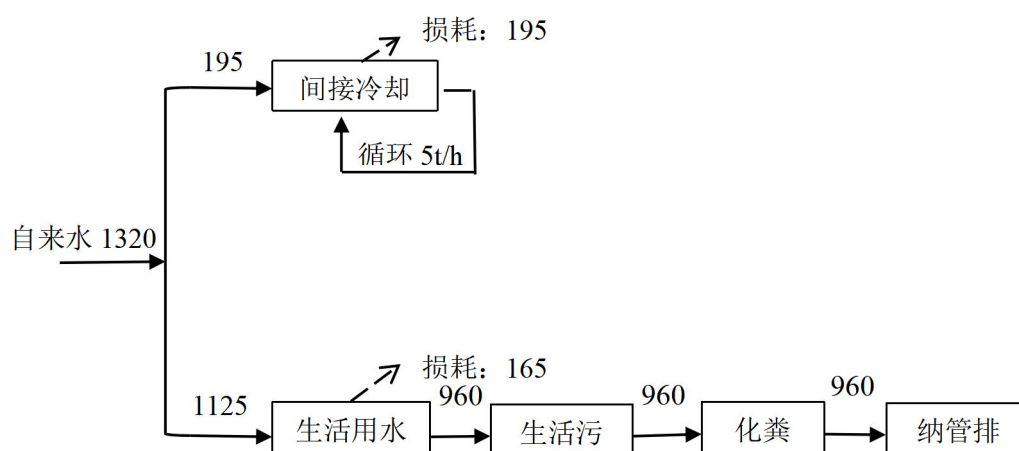 损耗：195
195
间接冷却
循环 5t/h
自来水 1320
损耗：165
1125
960
960
960
生活用水
生活污
化粪
纳管排